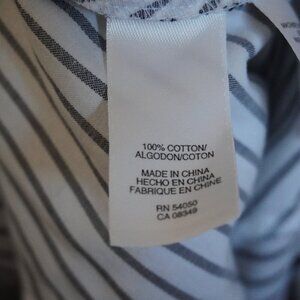 100% COTTON/
ALGODON/COTON
MADE IN CHINA
HECHO EN CHINA
FABRIQUE EN CHINE
RN 54050
CA 08349